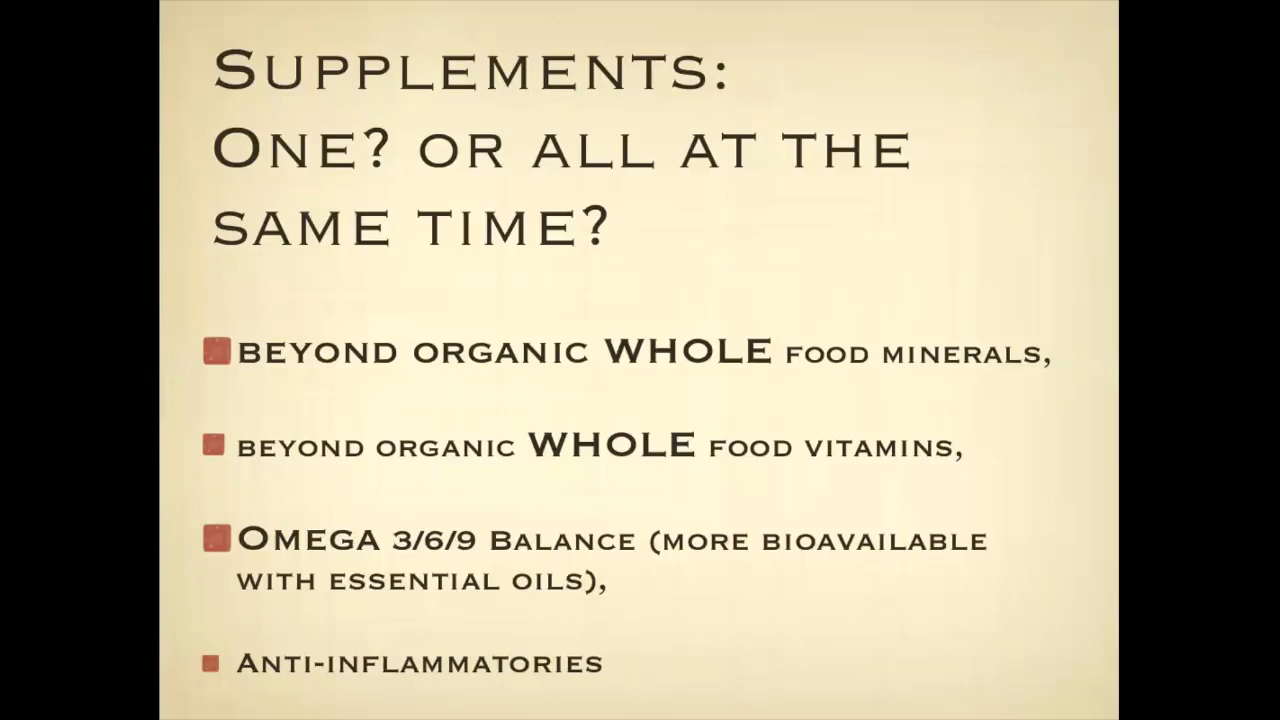 Supplements:
One? or all at the
same time?
beyond organic WHOLE food minerals,
beyond organic WHOLE food vitamins,
Omega 3/6/9 Balance (more bioavailable
with essential oils),
Anti-inflammatories